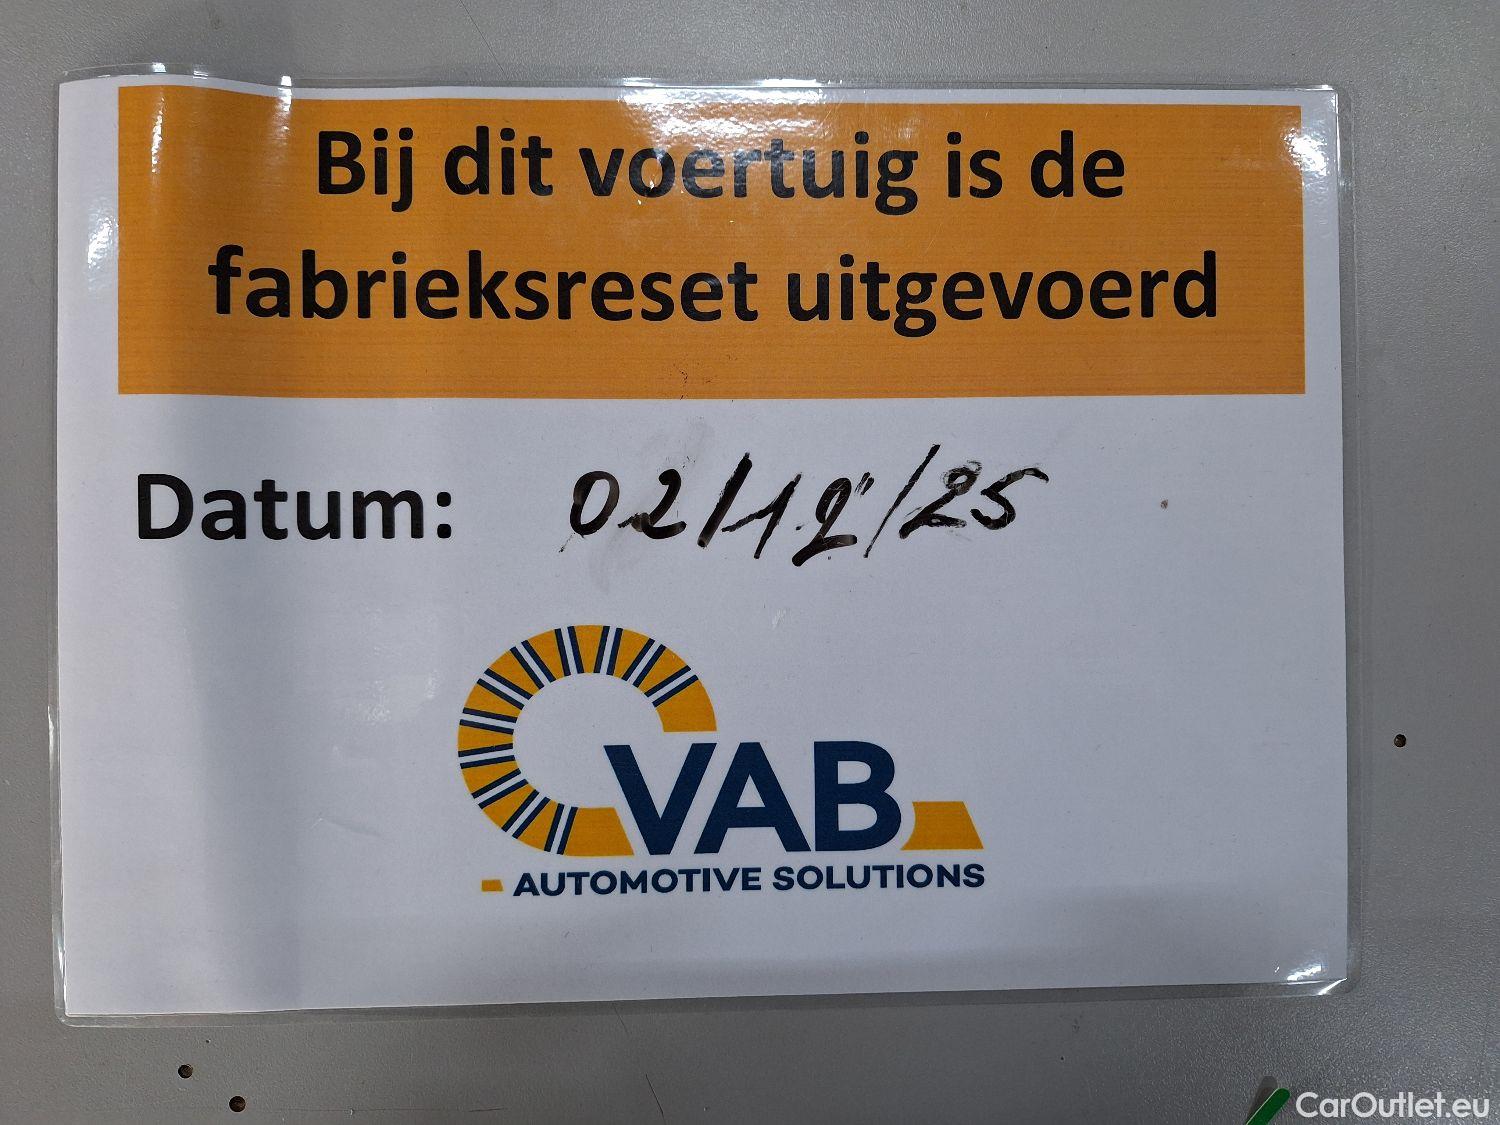 Bij dit voertuig is de
fabrieksreset uitgevoerd
Datum: 02/12/25
VAB
AUTOMOTIVE SOLUTIONS
CarOutlet.eu